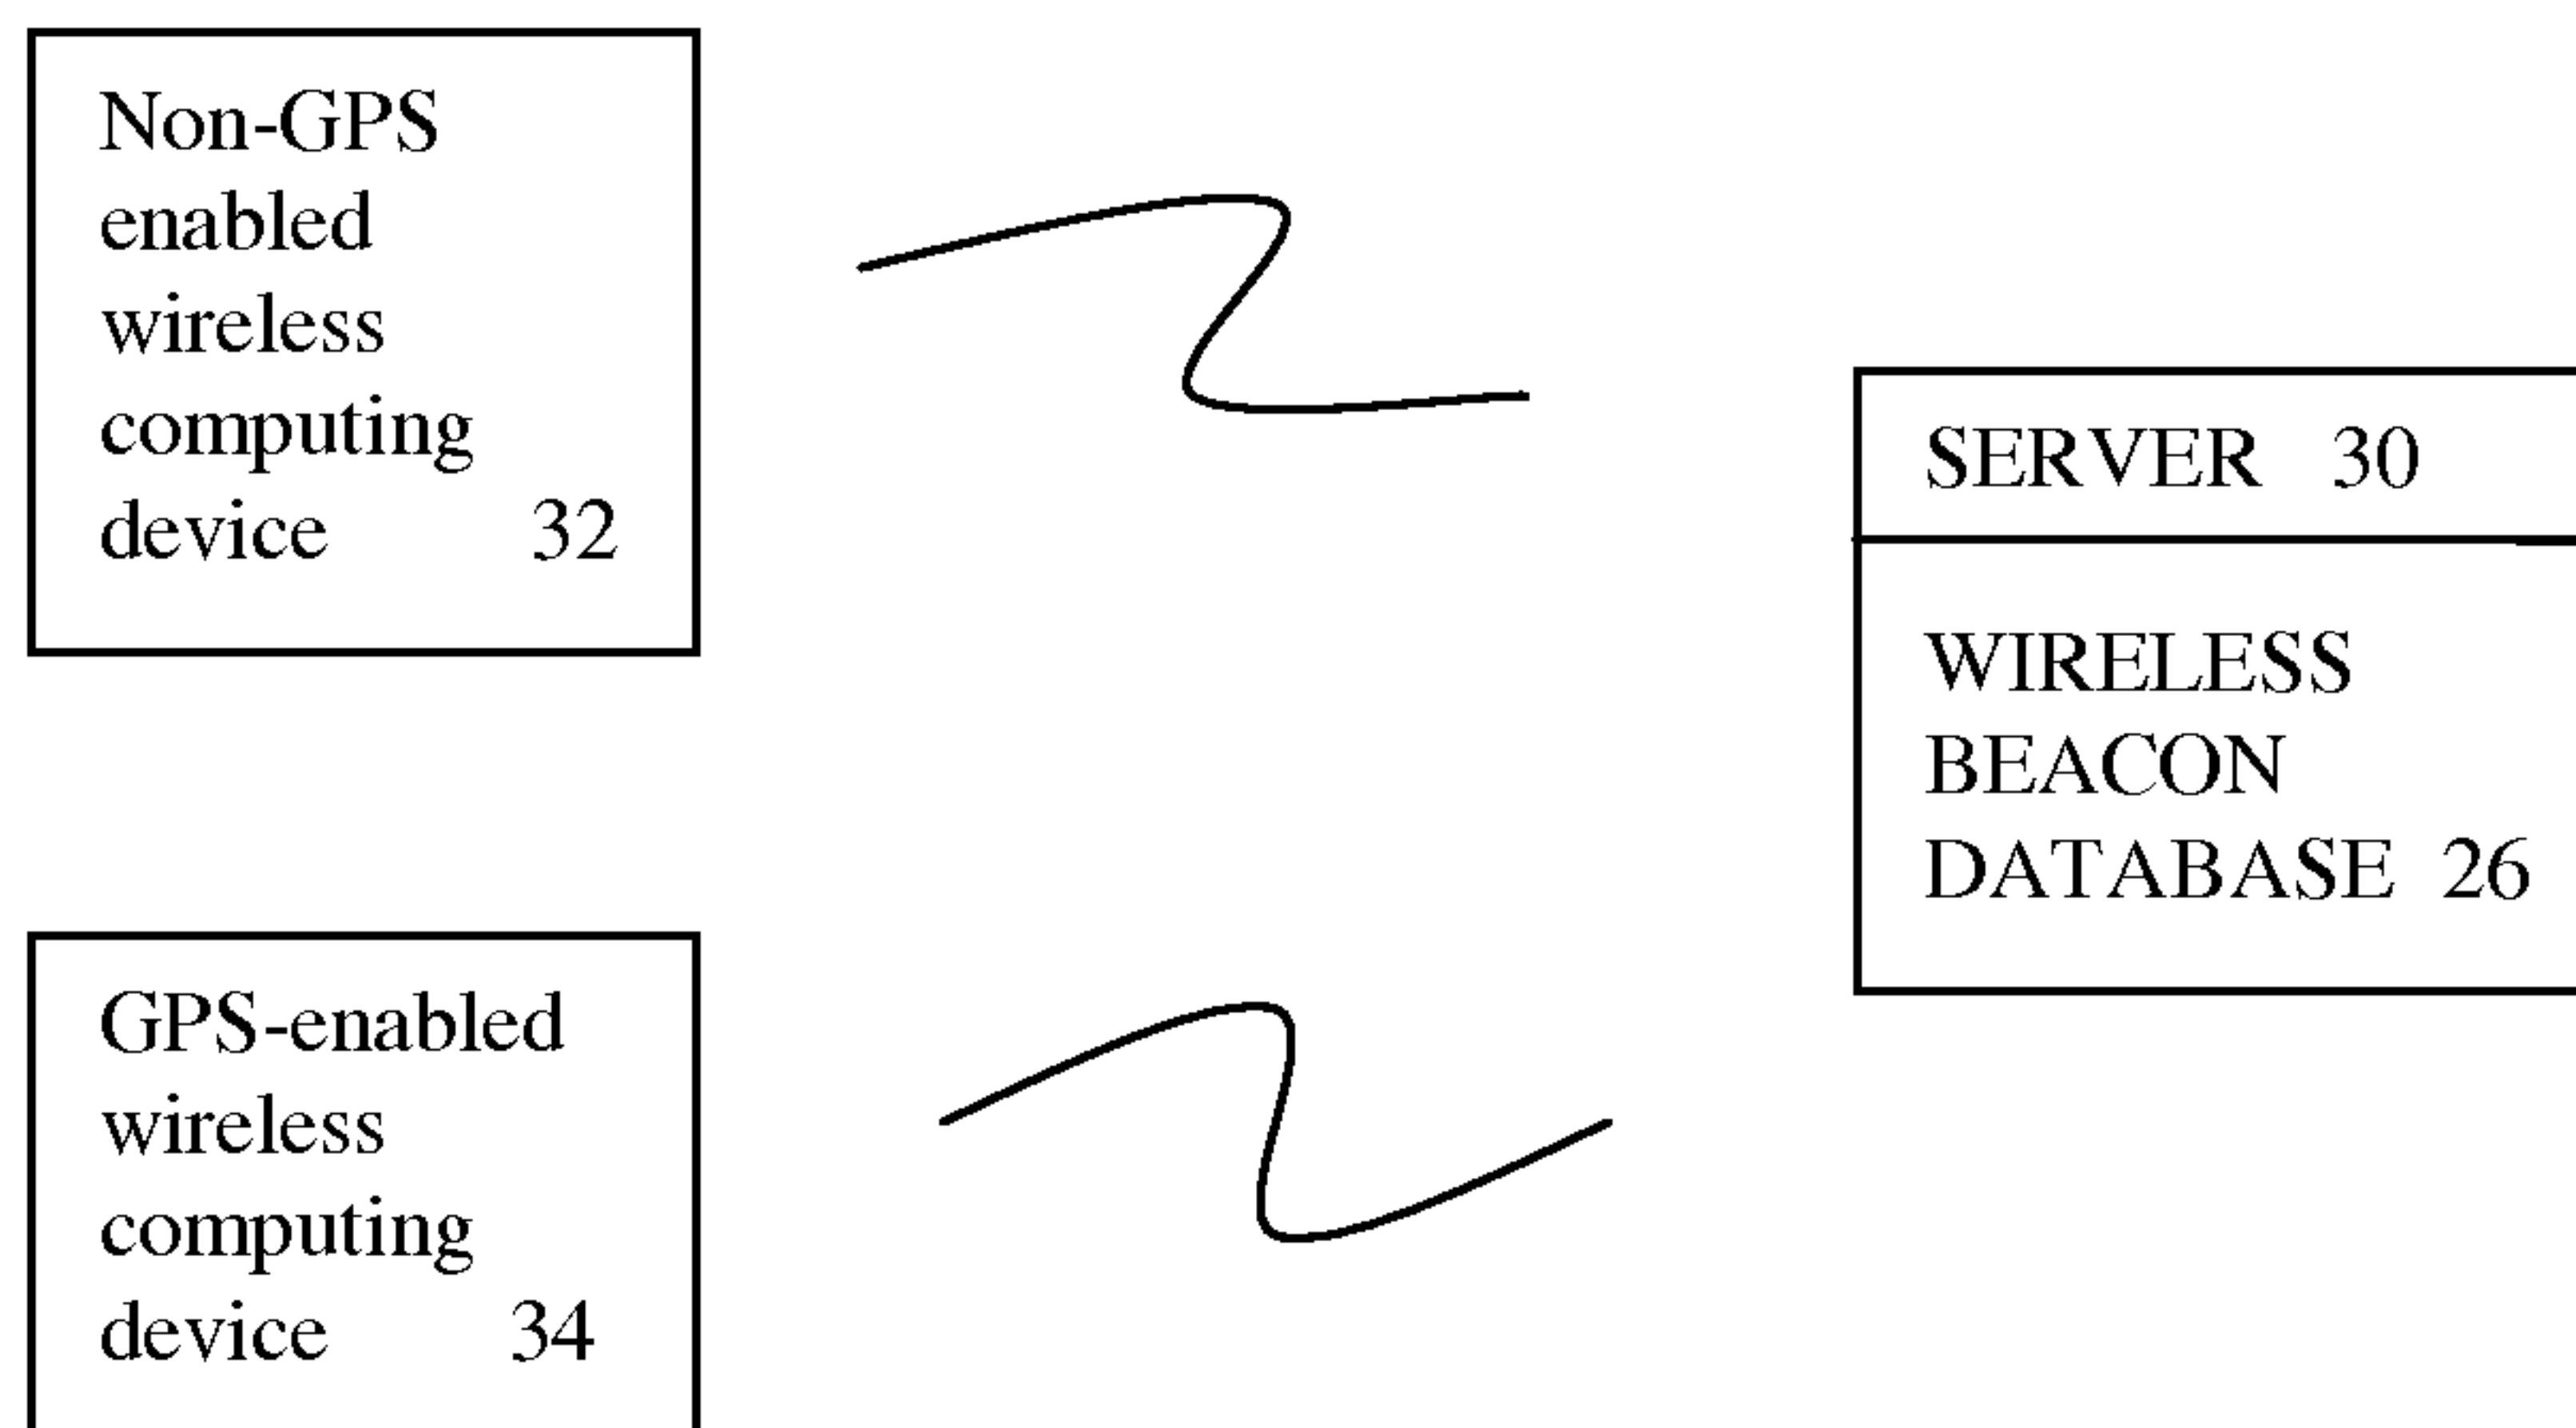 Non-GPS
enabled
wireless
computing
device 32
SERVER 30
WIRELESS
BEACON
DATABASE 26
GPS-enabled
wireless
computing
device 34